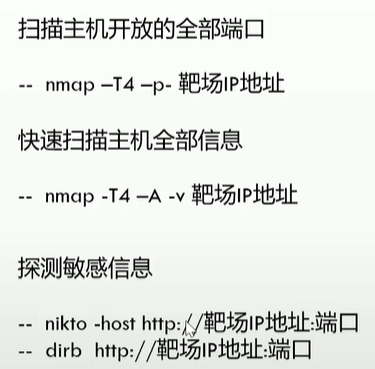 扫描主机开放的全部端口
-- nmap –T4 –p- 靶场IP地址
快速扫描主机全部信息
-- nmap -T4 –A -v 靶场IP地址
探测敏感信息
-- nikto -host http://靶场IP地址:端口
-- dirb http://靶场IP地址:端口